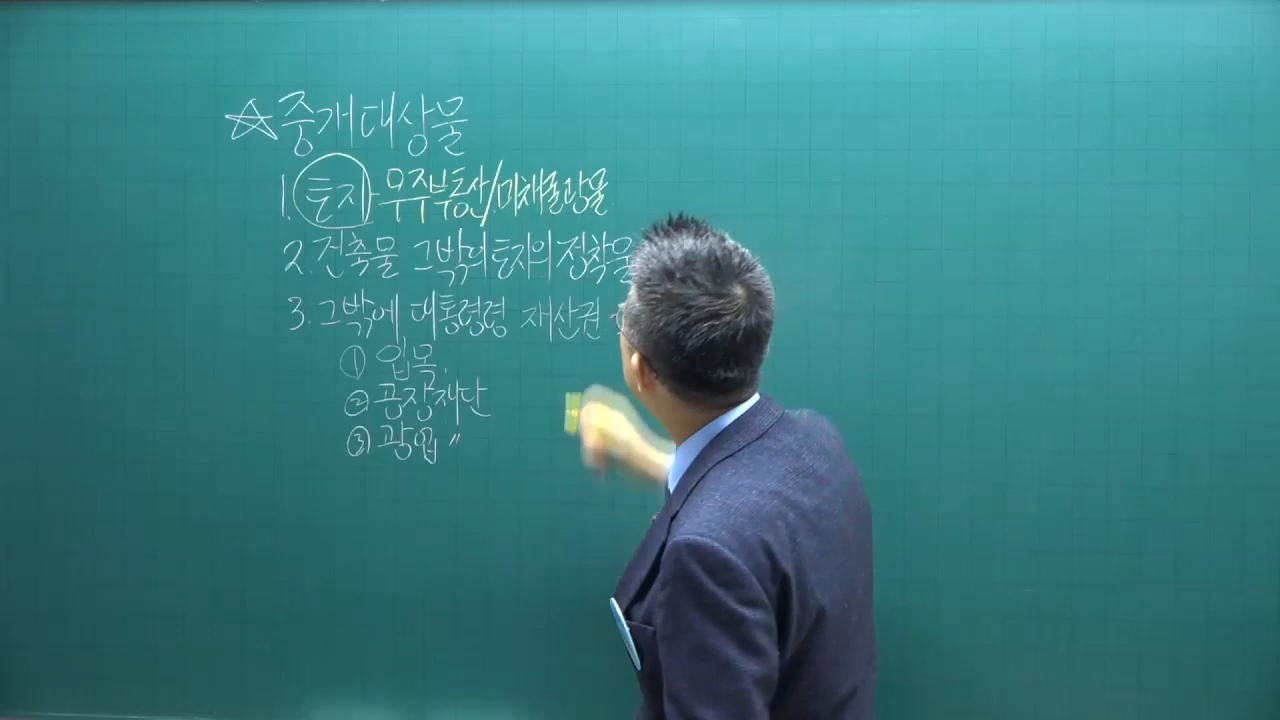 ☆중개대상물
1. 토지-무주부동산/미채굴광물
2. 건축물 그밖의 토지의 정착물
3. 그밖에 대통령령 재산권
① 입목.
② 공장재단
③ 광업 〃